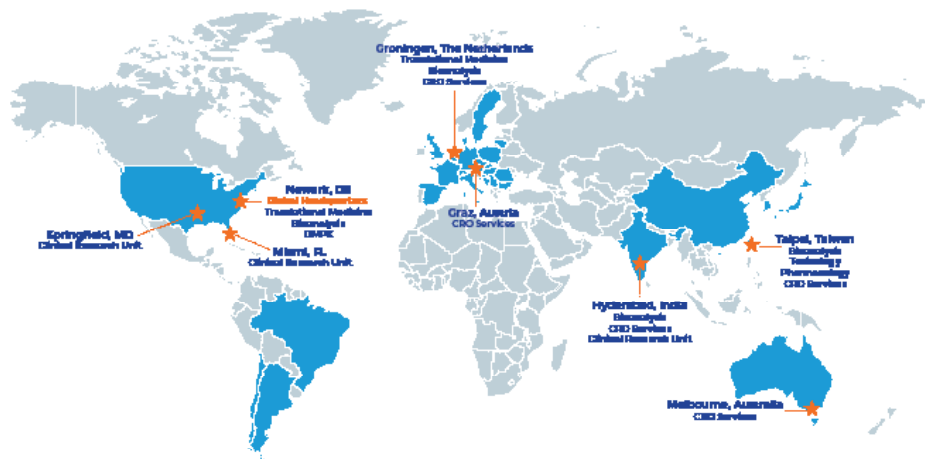 Groningen, The Netherlands
Translational Medicine
Bioanalysis
CRO Services
Newark, DE
Global Headquarters
Translational Medicine
Bioanalysis
DMPK
Springfield, MO
Clinical Research Unit
Miami, FL
Clinical Research Unit
Graz, Austria
CRO Services
Taipei, Taiwan
Bioanalysis
Toxicology
Pharmacology
CRO Services
Hyderabad, India
Bioanalysis
CRO Services
Clinical Research Unit
Melbourne, Australia
CRO Services